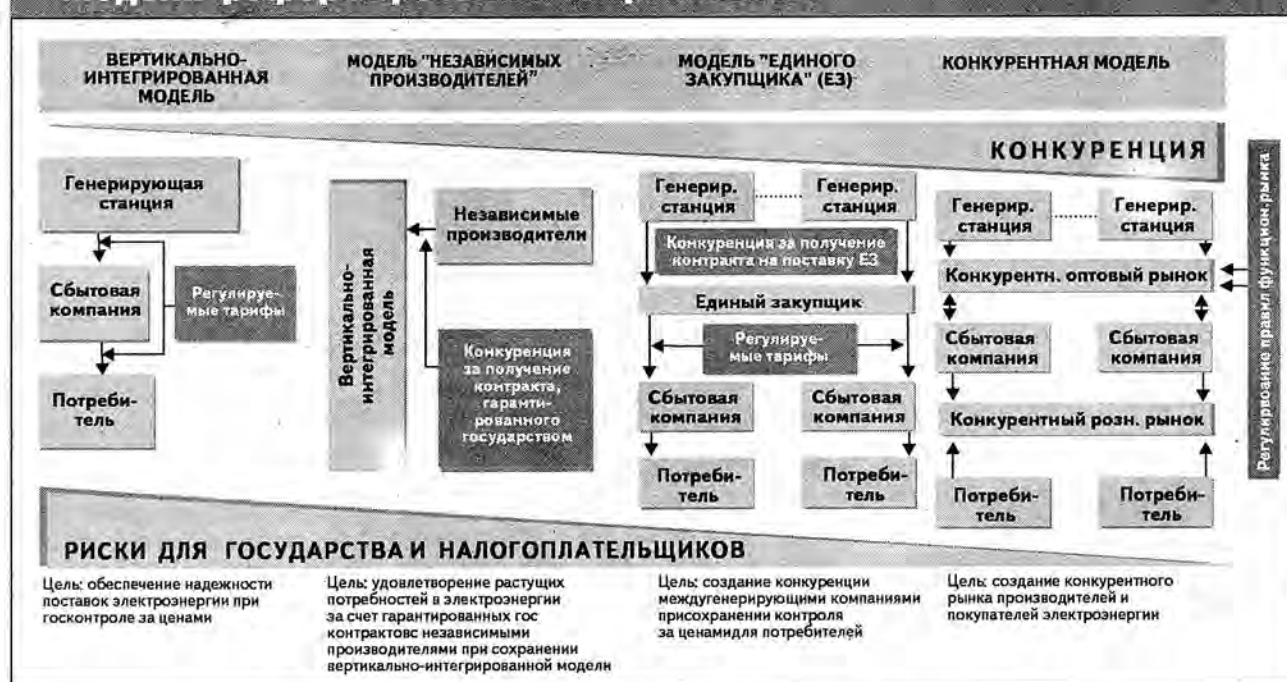 ВЕРТИКАЛЬНО-
ИНТЕГРИРОВАННАЯ
МОДЕЛЬ
МОДЕЛЬ "НЕЗАВИСИМЫХ
ПРОИЗВОДИТЕЛЕЙ"
МОДЕЛЬ "ЕДИНОГО
ЗАКУПЩИКА" (ЕЗ)
КОНКУРЕНТНАЯ МОДЕЛЬ
КОНКУРЕНЦИЯ
Генерирующая
станция
Сбытовая
компания
Регулируе-
мые тарифы
Потреби-
тель
Вертикально-
интегрированная
модель
Независимые
производители
Конкуренция
за получение
контракта,
гаранти-
рованного
государством
Генерир.
станция
Генерир.
станция
Конкуренция за получение
контракта на поставку ЕЗ
Единый закупщик
Регулируе-
мые тарифы
Сбытовая
компания
Сбытовая
компания
Потреби-
тель
Потреби-
тель
Генерир.
станция
Генерир.
станция
Конкурентн. оптовый рынок
Сбытовая
компания
Сбытовая
компания
Конкурентный розн. рынок
Потреби-
тель
Потреби-
тель
Регулирвоание правил функцион.рынка
РИСКИ ДЛЯ ГОСУДАРСТВА И НАЛОГОПЛАТЕЛЬЩИКОВ
Цель: обеспечение надежности
поставок электроэнергии при
госконтроле за ценами
Цель: удовлетворение растущих
потребностей в электроэнергии
за счет гарантированных гос
контрактовс независимыми
производителями при сохранении
вертикально-интегрированной модели
Цель: создание конкуренции
междугенерирующими компаниями
присохранении контроля
за ценамидля потребителей
Цель: создание конкурентного
рынка производителей и
покупателей электроэнергии